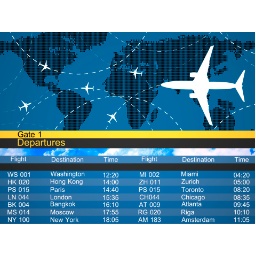 Gate 1
Departures
Flight Destination Time Flight Destination Time
WS 001 Washington 12:20 MI 002 Miami 04:20
HK 020 Hong Kong 14:00 ZH 011 Zurich 05:00
PS 015 Paris 14:40 PS 015 Toronto 08:20
LN 044 London 15:35 CH044 Chicago 08:35
BK 004 Bangkok 16:10 AT 009 Atlanta 09:45
MS 014 Moscow 17:55 RG 020 Riga 10:10
NY 100 New York 18:05 AM 183 Amsterdam 11:05